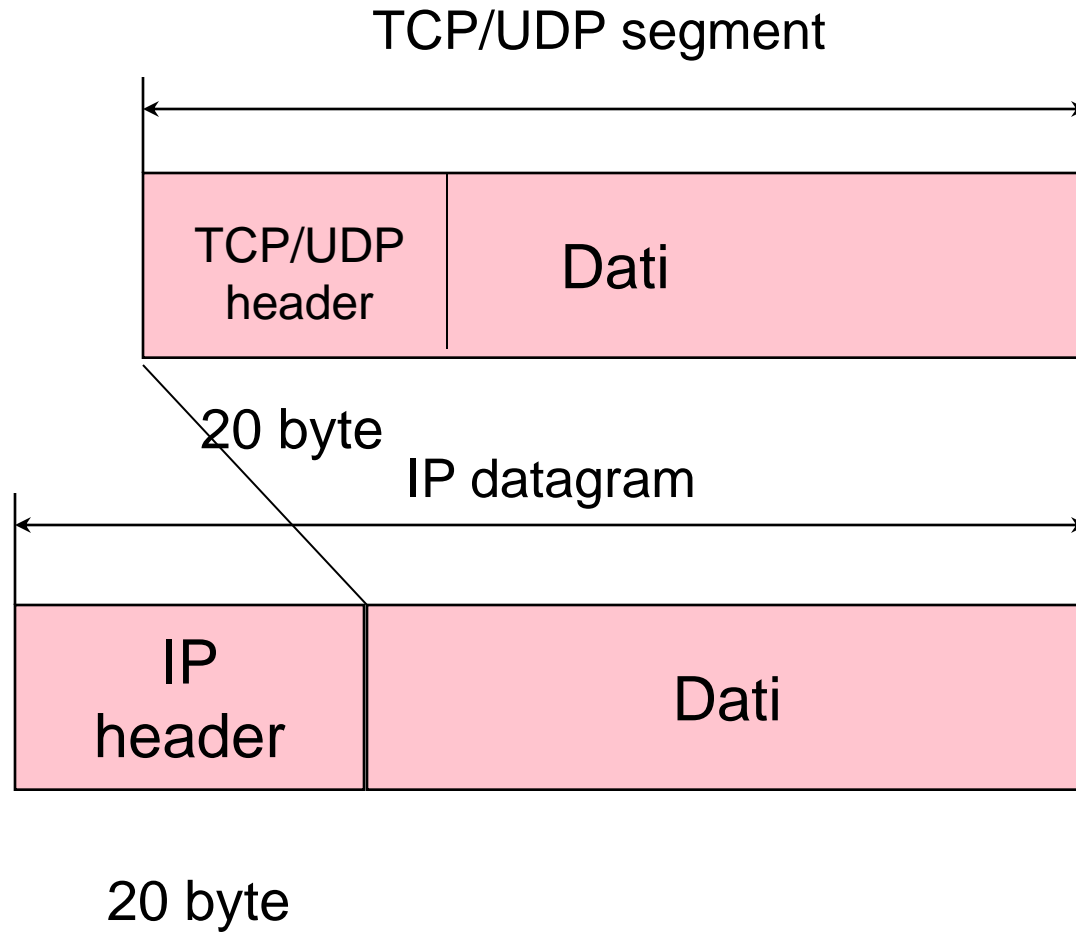 TCP/UDP segment
TCP/UDP
header
Dati
20 byte
IP datagram
IP
header
Dati
20 byte